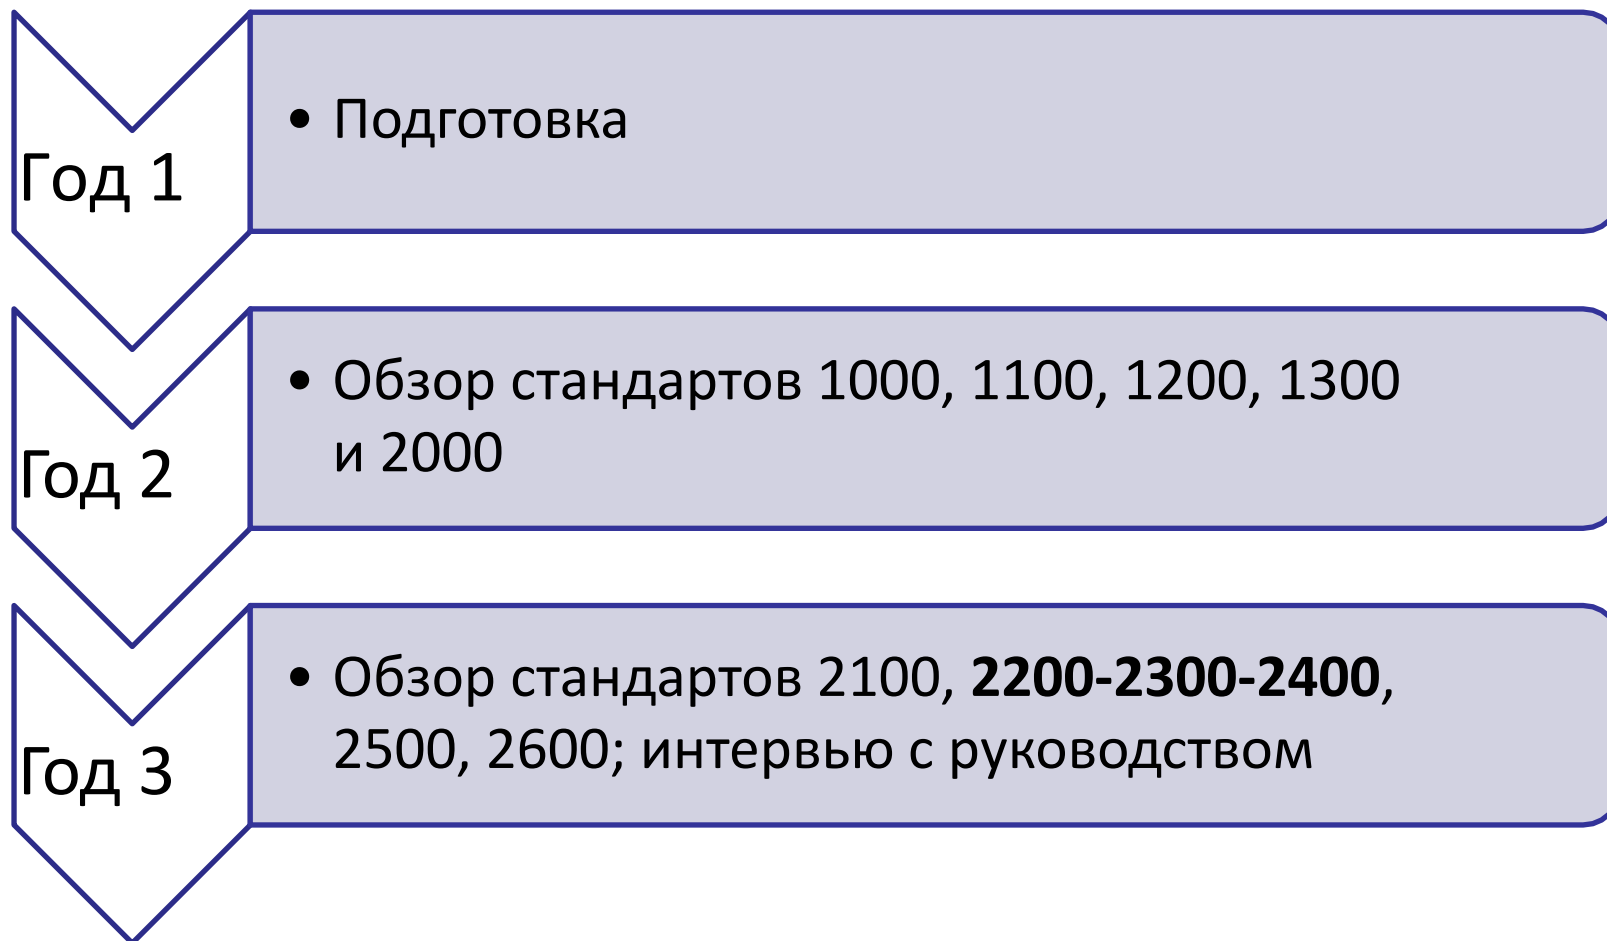 Год 1
• Подготовка
Год 2
• Обзор стандартов 1000, 1100, 1200, 1300
и 2000
Год 3
• Обзор стандартов 2100, 2200-2300-2400,
2500, 2600; интервью с руководством